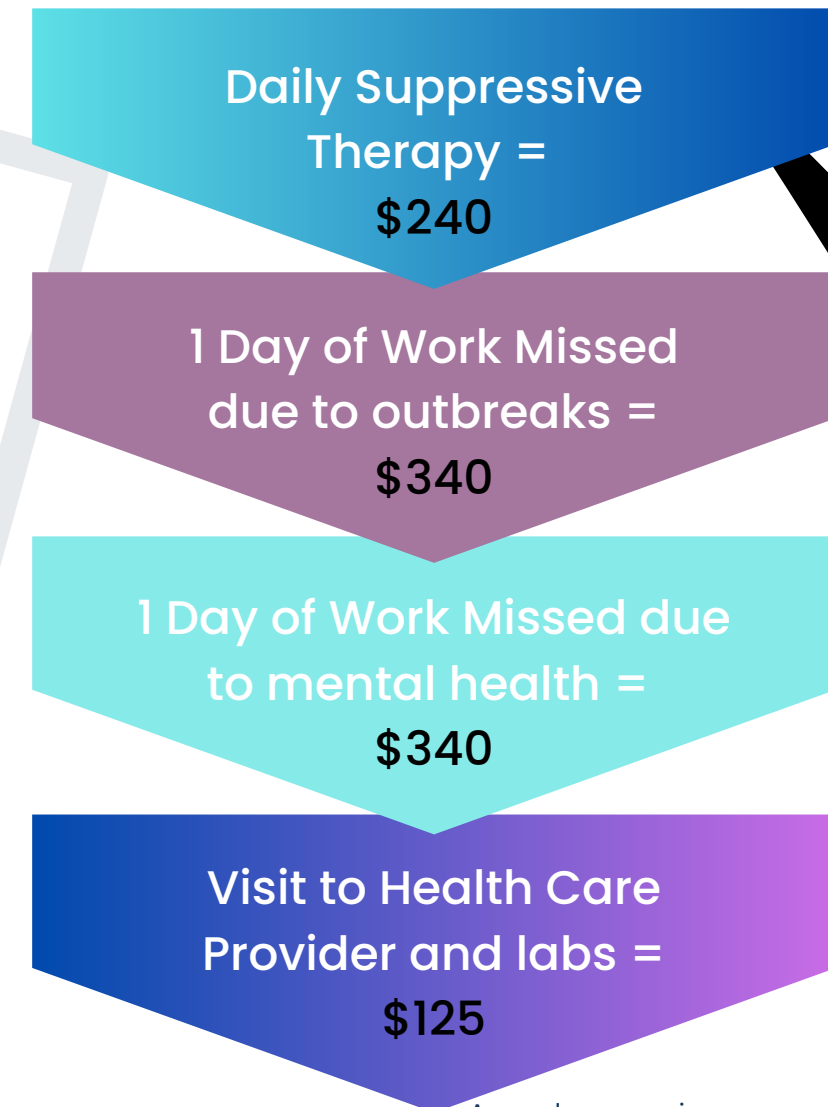 Daily Suppressive
Therapy =
$240
1 Day of Work Missed
due to outbreaks =
$340
1 Day of Work Missed due
to mental health =
$340
Visit to Health Care
Provider and labs =
$125